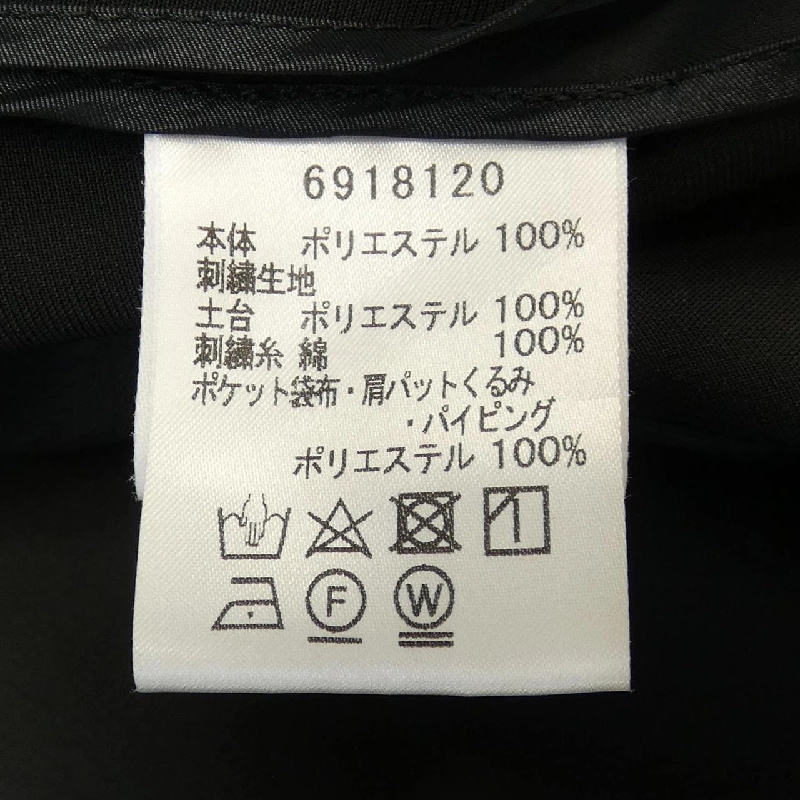 6918120
本体 ポリエステル 100%
刺繍生地
土台 ポリエステル 100%
刺繍糸 綿 100%
ポケット袋布・肩パットくるみ
・パイピング
ポリエステル 100%
F W